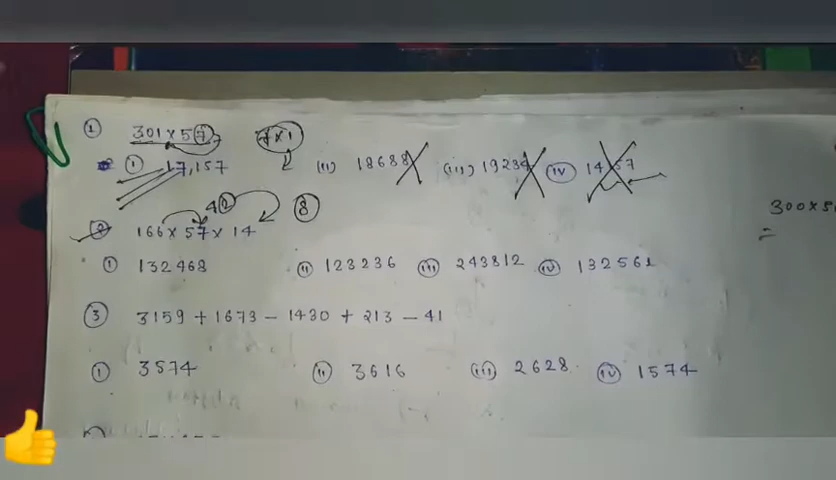 ① 301 × 57 7 × 1
① 17,157 (ii) 18688 (iii) 19234 (iv) 14157
42 8
② 166 × 57 × 14
① 132468 (ii) 123236 (iii) 243812 (iv) 132561
300×5
=
③ 3159 + 1673 - 1430 + 213 - 41
① 3574 (ii) 3616 (iii) 2628 (iv) 1574